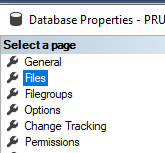 Database Properties - PRU
Select a page
General
Files
Filegroups
Options
Change Tracking
Permissions